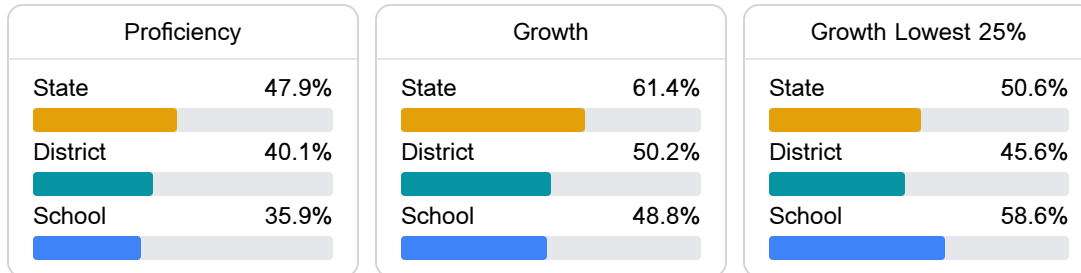 Proficiency
State 47.9%
District 40.1%
School 35.9%
Growth
State 61.4%
District 50.2%
School 48.8%
Growth Lowest 25%
State 50.6%
District 45.6%
School 58.6%